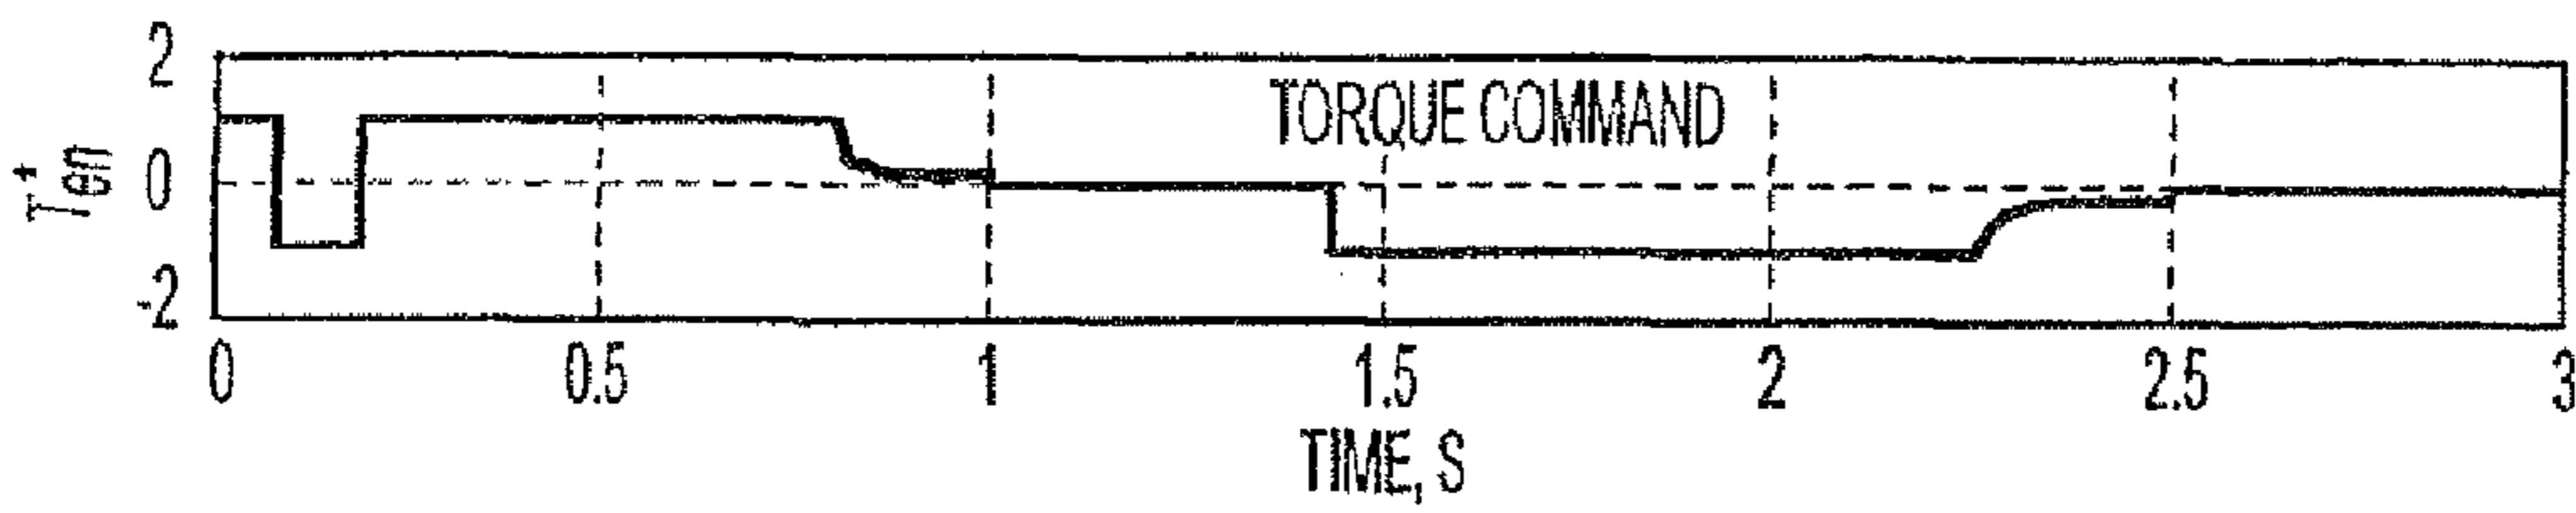 2
TORQUE COMMAND
T*en
0
-2
0 0.5 1 1.5 2 2.5 3
TIME, S